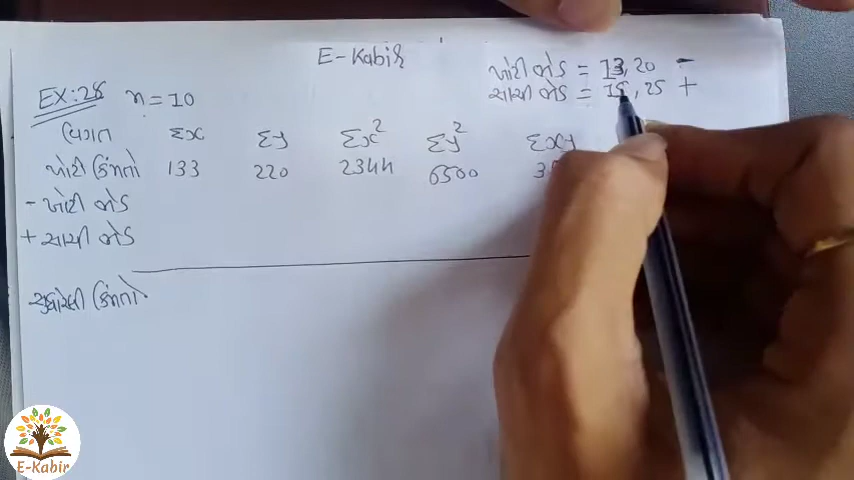 E-Kabir
ખોટી જોડ = 13, 20 -
સાચી જોડ = 15, 25 +
EX:28 n=10
વિગત Σx Σy Σx² Σy² Σxy
ખોટી કિંમતો 133 220 2344 6500
- ખોટી જોડ
+ સાચી જોડ
સુધારેલી કિંમતો
E-Kabir